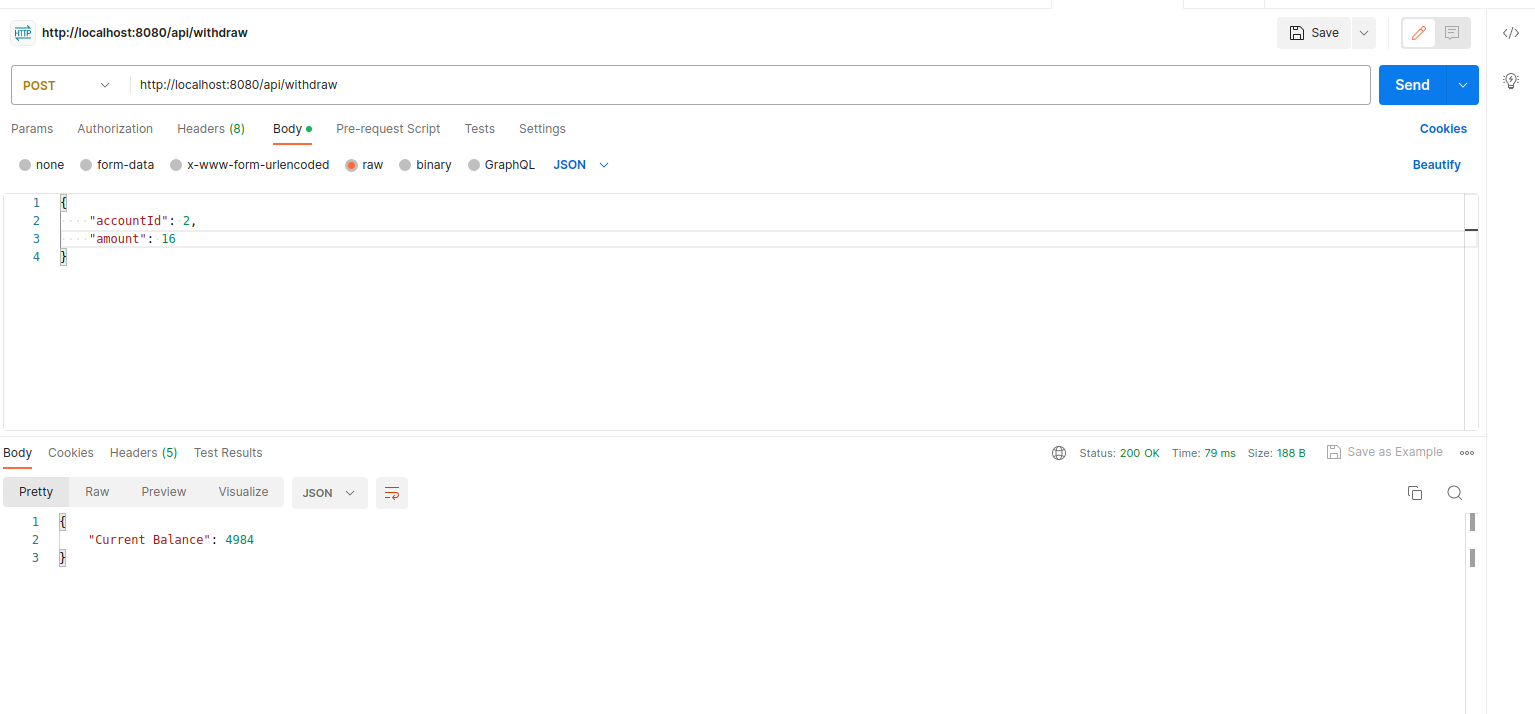 HTTP http://localhost:8080/api/withdraw Save
POST http://localhost:8080/api/withdraw Send
Params Authorization Headers (8) Body Pre-request Script Tests Settings Cookies
none form-data x-www-form-urlencoded raw binary GraphQL JSON Beautify
1 {
2 "accountId": 2,
3 "amount": 16
4 }
Body Cookies Headers (5) Test Results Status: 200 OK Time: 79 ms Size: 188 B Save as Example
Pretty Raw Preview Visualize JSON
1 {
2 "Current Balance": 4984
3 }